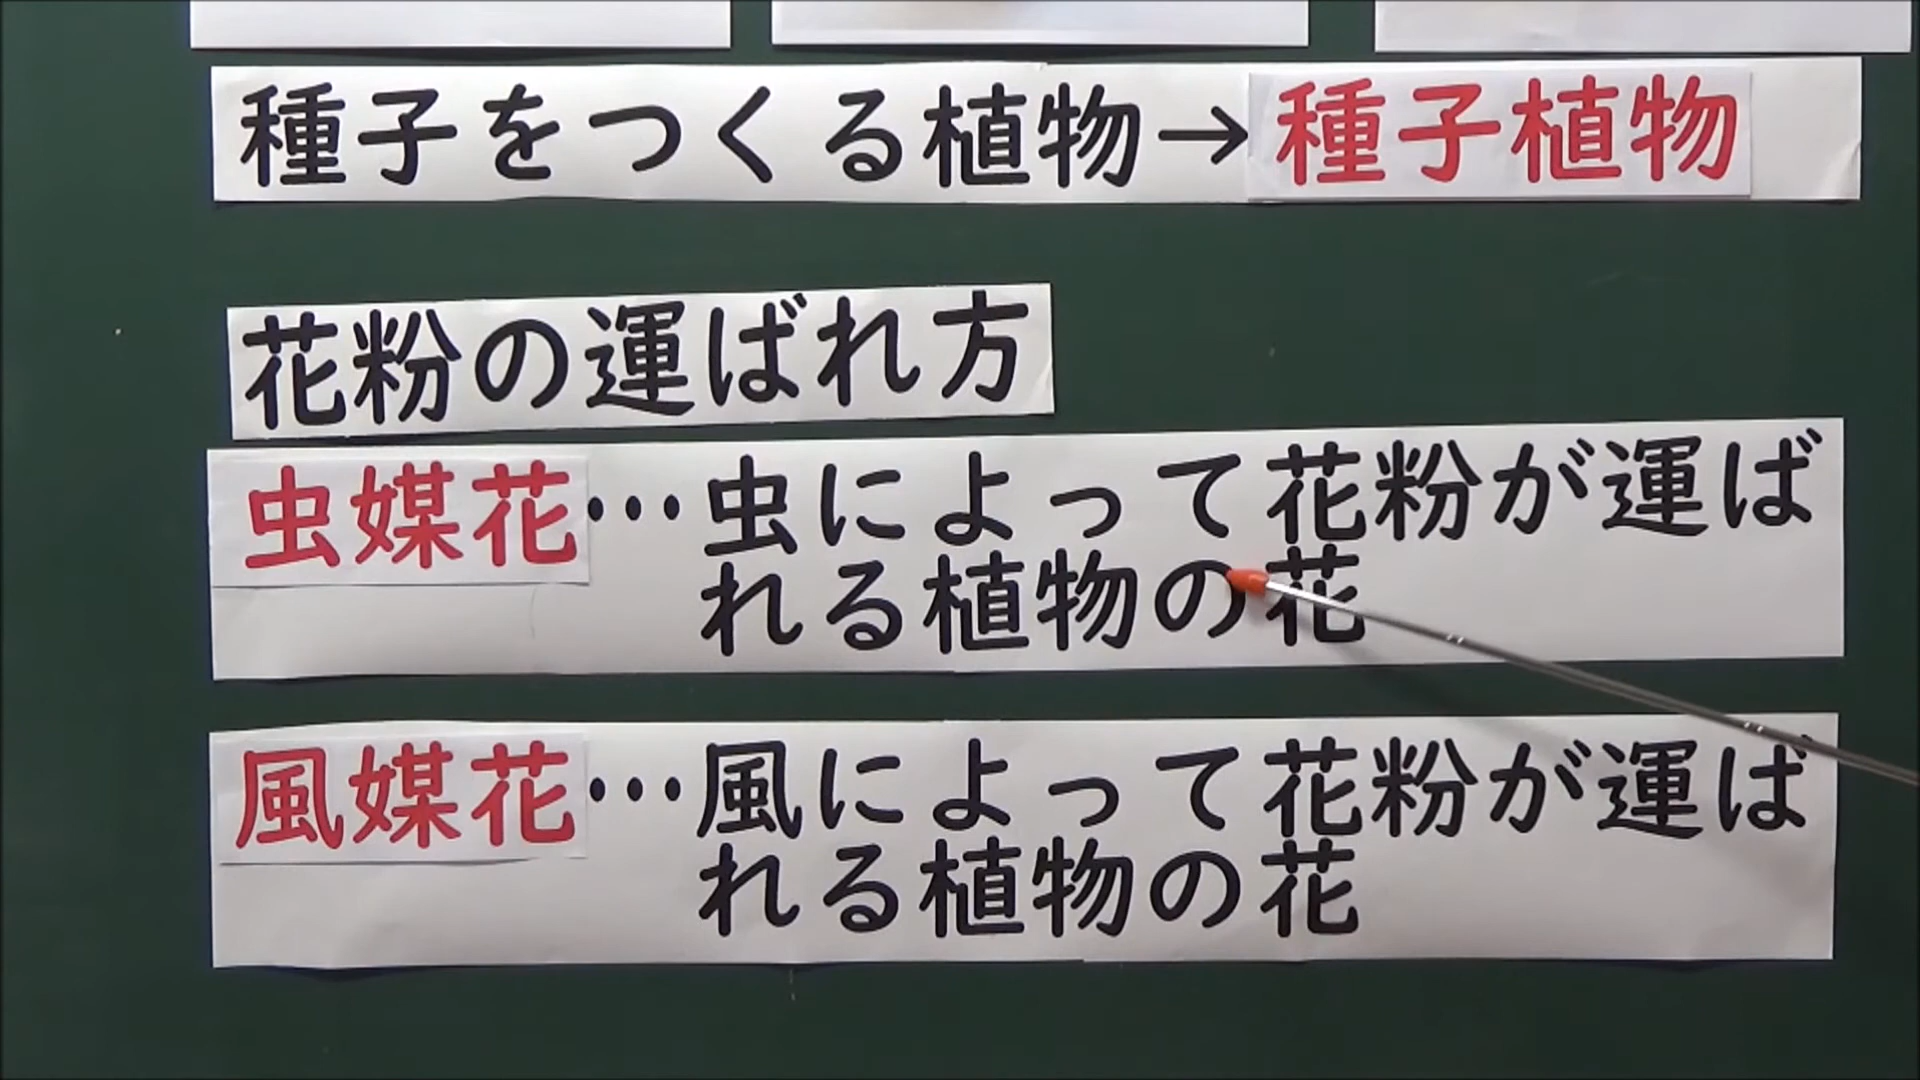 種子をつくる植物→種子植物
花粉の運ばれ方
虫媒花…虫によって花粉が運ば
れる植物の花
風媒花…風によって花粉が運ば
れる植物の花